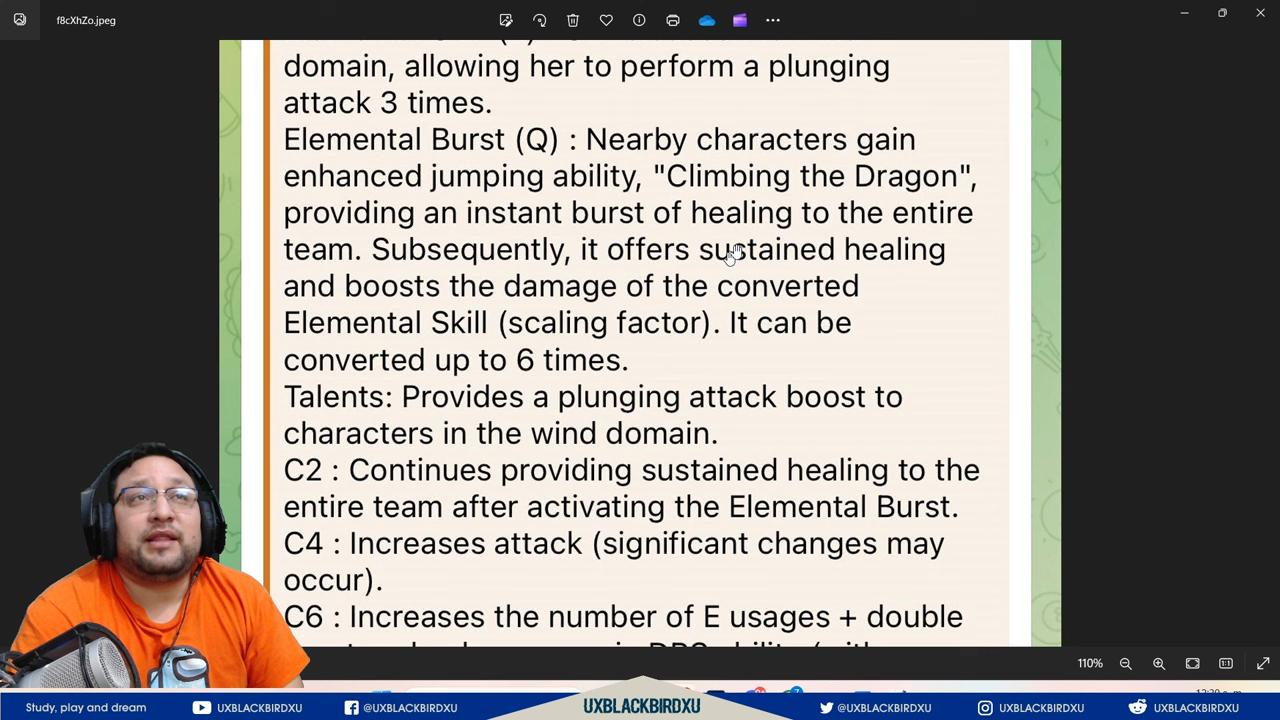 f8cXhZo.jpeg
domain, allowing her to perform a plunging
attack 3 times.
Elemental Burst (Q) : Nearby characters gain
enhanced jumping ability, "Climbing the Dragon",
providing an instant burst of healing to the entire
team. Subsequently, it offers sustained healing
and boosts the damage of the converted
Elemental Skill (scaling factor). It can be
converted up to 6 times.
Talents: Provides a plunging attack boost to
characters in the wind domain.
C2 : Continues providing sustained healing to the
entire team after activating the Elemental Burst.
C4 : Increases attack (significant changes may
occur).
C6 : Increases the number of E usages + double
110%
Study, play and dream
UXBLACKBIRDXU
@UXBLACKBIRDXU
UXBLACKBIRDXU
@UXBLACKBIRDXU
UXBLACKBIRDXU
UXBLACKBIRDXU